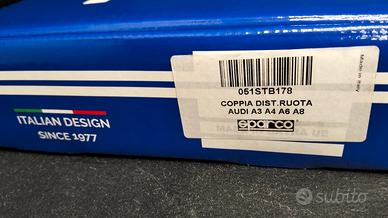 051STB178
COPPIA DIST.RUOTA
AUDI A3 A4 A6 A8
sparco
Made in Italy
ITALIAN DESIGN
SINCE 1977
subito